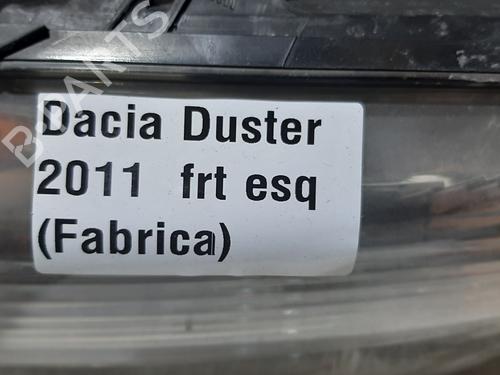 Dacia Duster
2011 frt esq
(Fabrica)